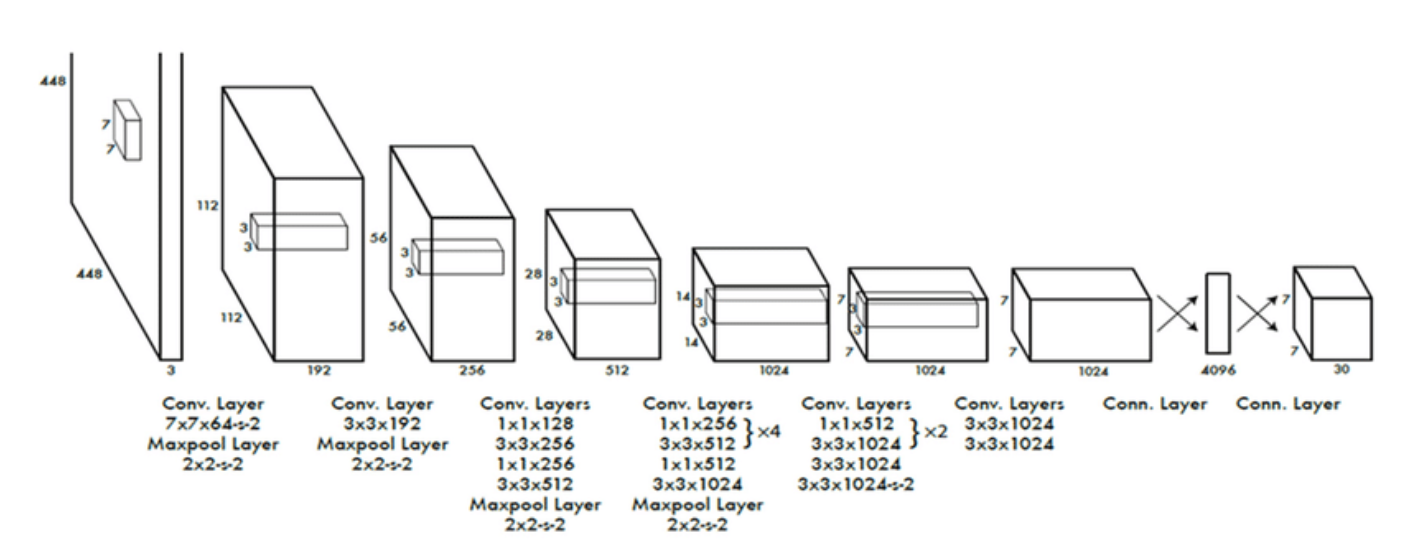 448
7
7
448
3
112
3
3
112
192
56
3
3
56
256
28
3
3
28
512
14
3
3
14
1024
7
3
3
7
1024
7
7
1024
4096
7
7
30
Conv. Layer
7x7x64-s-2
Maxpool Layer
2x2-s-2
Conv. Layer
3x3x192
Maxpool Layer
2x2-s-2
Conv. Layers
1x1x128
3x3x256
1x1x256
3x3x512
Maxpool Layer
2x2-s-2
Conv. Layers
1x1x256
3x3x512
} x4
1x1x512
3x3x1024
Maxpool Layer
2x2-s-2
Conv. Layers
1x1x512
3x3x1024
} x2
3x3x1024
3x3x1024-s-2
Conv. Layers
3x3x1024
3x3x1024
Conn. Layer
Conn. Layer